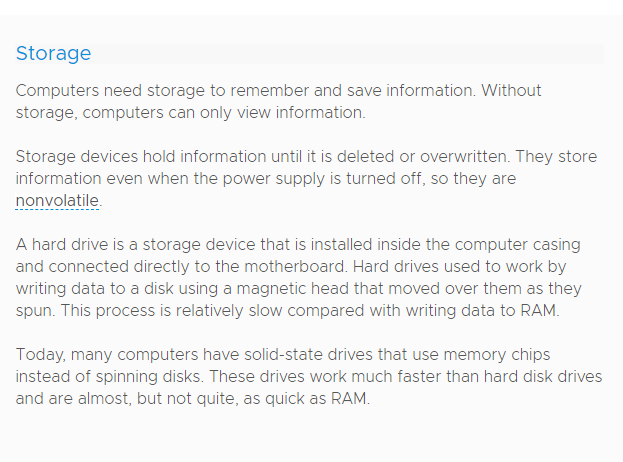 Storage
Computers need storage to remember and save information. Without
storage, computers can only view information.
Storage devices hold information until it is deleted or overwritten. They store
information even when the power supply is turned off, so they are
nonvolatile.
A hard drive is a storage device that is installed inside the computer casing
and connected directly to the motherboard. Hard drives used to work by
writing data to a disk using a magnetic head that moved over them as they
spun. This process is relatively slow compared with writing data to RAM.
Today, many computers have solid-state drives that use memory chips
instead of spinning disks. These drives work much faster than hard disk drives
and are almost, but not quite, as quick as RAM.